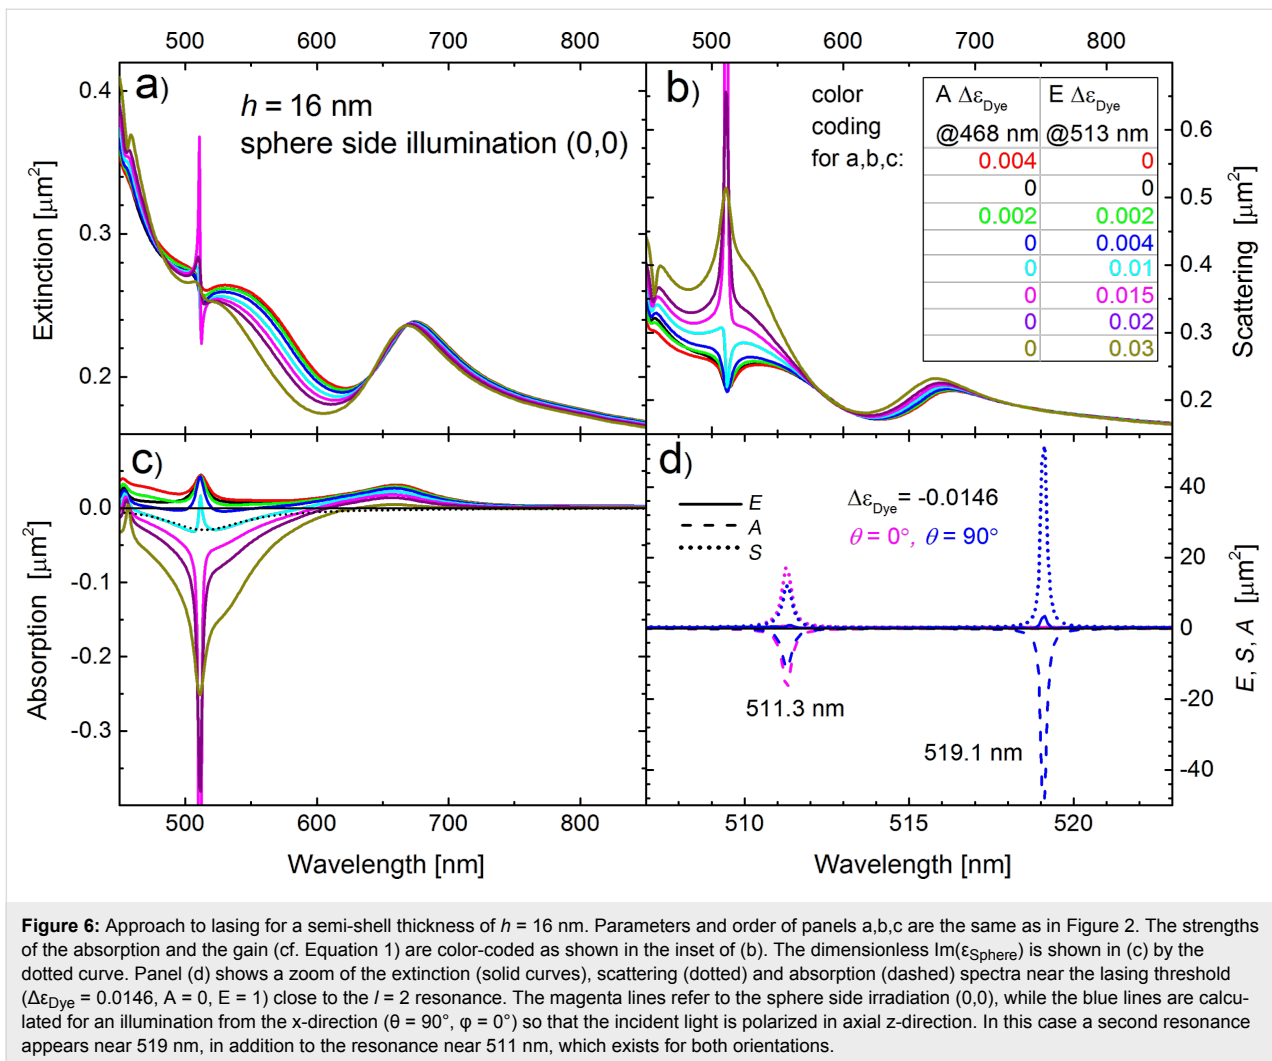 500 600 700 800
500 600 700 800
a)
h = 16 nm
sphere side illumination (0,0)
0.4
0.3
0.2
Extinction [μm²]
b)
color
coding
for a,b,c:
A Δε_Dye E Δε_Dye
@468 nm @513 nm
0.004 0
0 0
0.002 0.002
0 0.004
0 0.01
0 0.015
0 0.02
0 0.03
0.6
0.5
0.4
0.3
0.2
Scattering [μm²]
c)
0.0
-0.1
-0.2
-0.3
Absorption [μm²]
500 600 700 800
Wavelength [nm]
d)
E
A
S
Δε_Dye = -0.0146
θ = 0°, θ = 90°
511.3 nm
519.1 nm
40
20
0
-20
-40
E, S, A [μm²]
510 515 520
Wavelength [nm]
Figure 6: Approach to lasing for a semi-shell thickness of h = 16 nm. Parameters and order of panels a,b,c are the same as in Figure 2. The strengths
of the absorption and the gain (cf. Equation 1) are color-coded as shown in the inset of (b). The dimensionless Im(ε_Sphere) is shown in (c) by the
dotted curve. Panel (d) shows a zoom of the extinction (solid curves), scattering (dotted) and absorption (dashed) spectra near the lasing threshold
(Δε_Dye = 0.0146, A = 0, E = 1) close to the l = 2 resonance. The magenta lines refer to the sphere side irradiation (0,0), while the blue lines are calcu-
lated for an illumination from the x-direction (θ = 90°, φ = 0°) so that the incident light is polarized in axial z-direction. In this case a second resonance
appears near 519 nm, in addition to the resonance near 511 nm, which exists for both orientations.